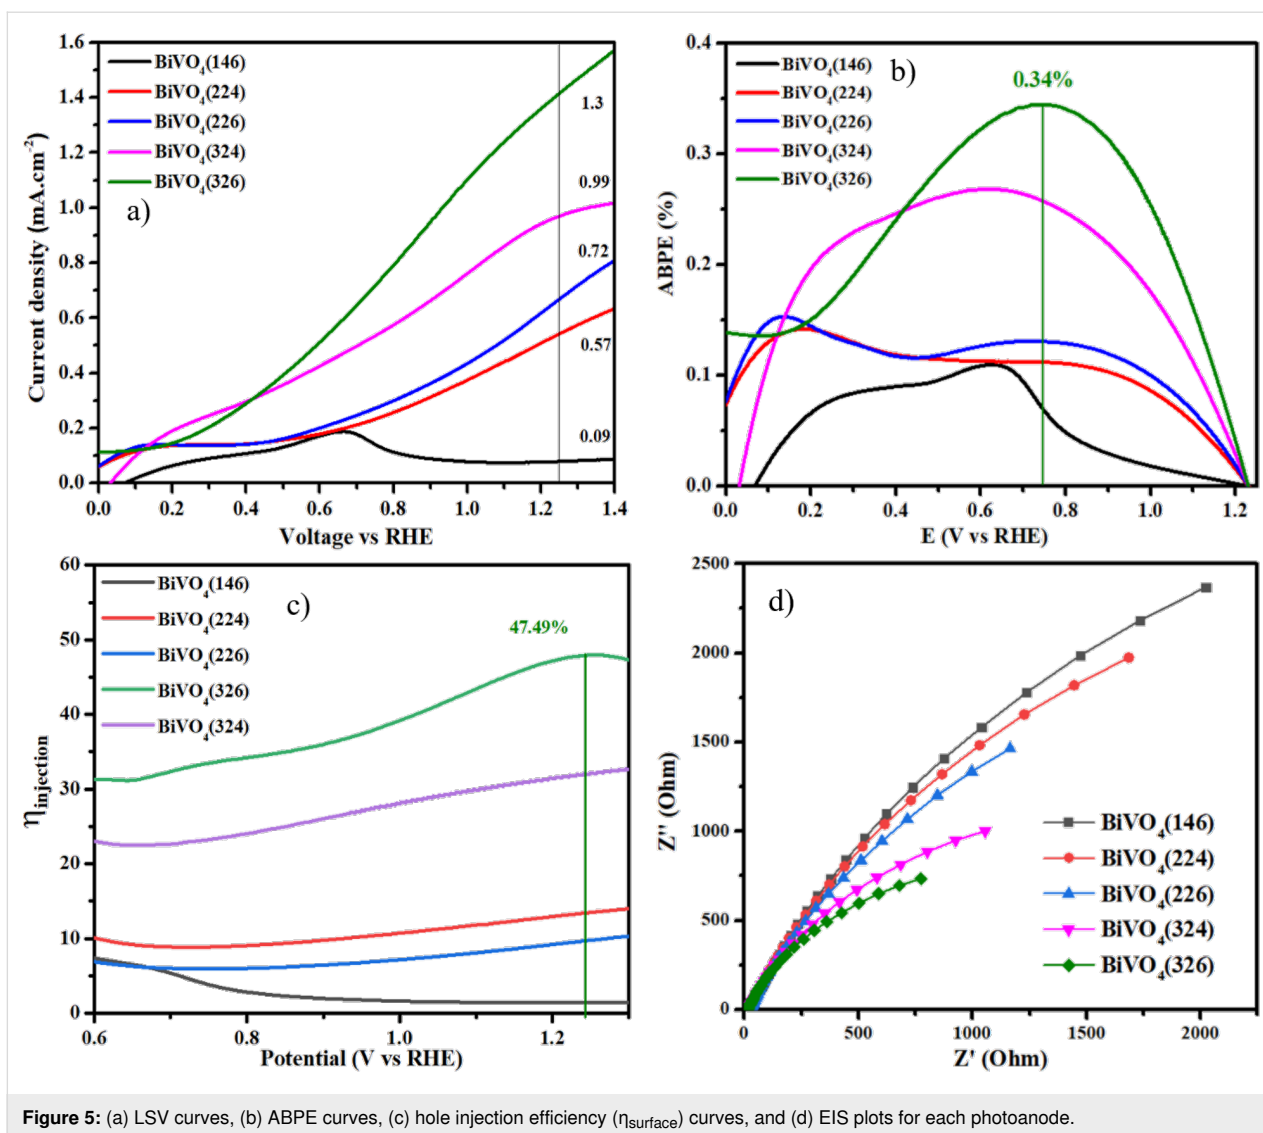 1.6
1.4
1.2
1.0
0.8
0.6
0.4
0.2
0.0
Current density (mA.cm⁻²)
BiVO₄(146)
BiVO₄(224)
BiVO₄(226)
BiVO₄(324)
BiVO₄(326)
a)
1.3
0.99
0.72
0.57
0.09
0.0 0.2 0.4 0.6 0.8 1.0 1.2 1.4
Voltage vs RHE
0.4
0.3
0.2
0.1
0.0
ABPE (%)
BiVO₄(146)
BiVO₄(224)
BiVO₄(226)
BiVO₄(324)
BiVO₄(326)
b)
0.34%
0.0 0.2 0.4 0.6 0.8 1.0 1.2
E (V vs RHE)
60
50
40
30
20
10
0
ηinjection
BiVO₄(146)
BiVO₄(224)
BiVO₄(226)
BiVO₄(326)
BiVO₄(324)
c)
47.49%
0.6 0.8 1.0 1.2
Potential (V vs RHE)
2500
2000
1500
1000
500
0
Z'' (Ohm)
d)
BiVO₄(146)
BiVO₄(224)
BiVO₄(226)
BiVO₄(324)
BiVO₄(326)
0 500 1000 1500 2000
Z' (Ohm)
Figure 5: (a) LSV curves, (b) ABPE curves, (c) hole injection efficiency (ηsurface) curves, and (d) EIS plots for each photoanode.